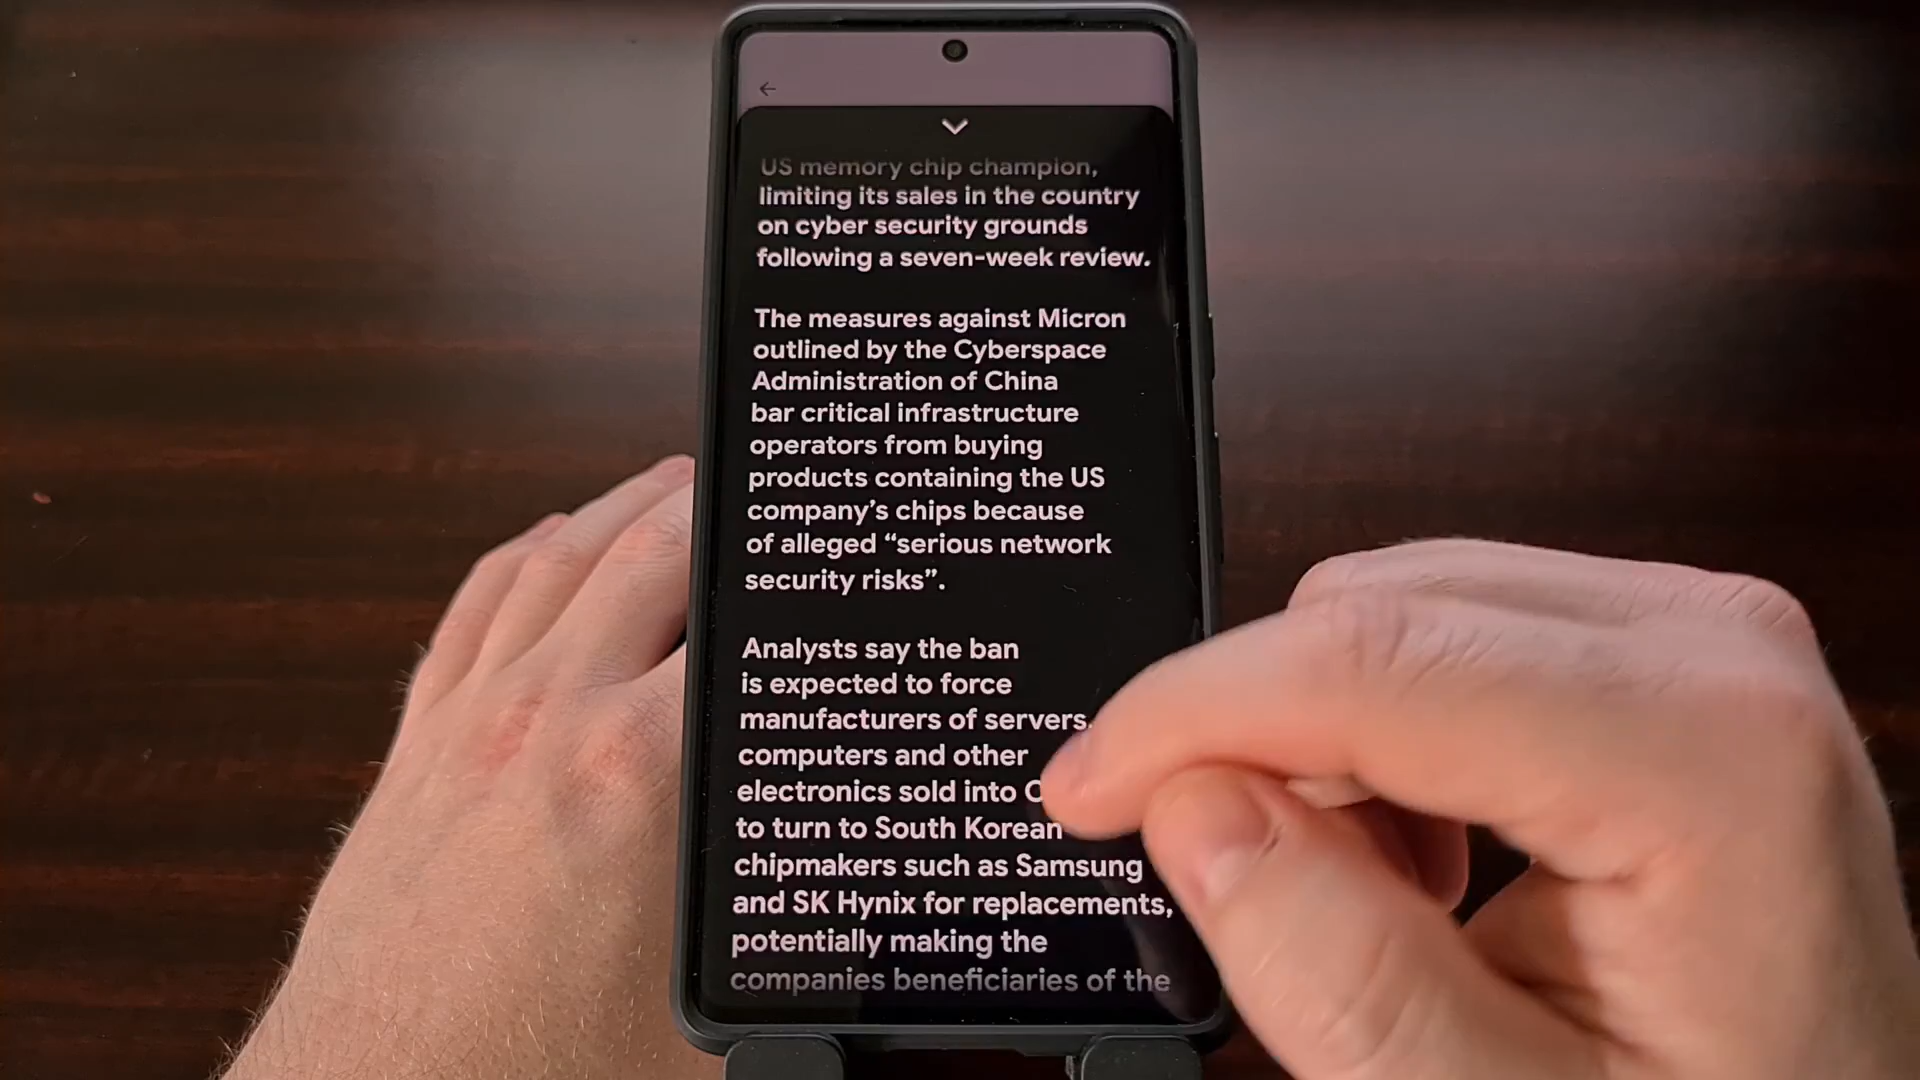 US memory chip champion,
limiting its sales in the country
on cyber security grounds
following a seven-week review.
The measures against Micron
outlined by the Cyberspace
Administration of China
bar critical infrastructure
operators from buying
products containing the US
company’s chips because
of alleged “serious network
security risks”.
Analysts say the ban
is expected to force
manufacturers of servers,
computers and other
electronics sold into
to turn to South Korean
chipmakers such as Samsung
and SK Hynix for replacements,
potentially making the
companies beneficiaries of the